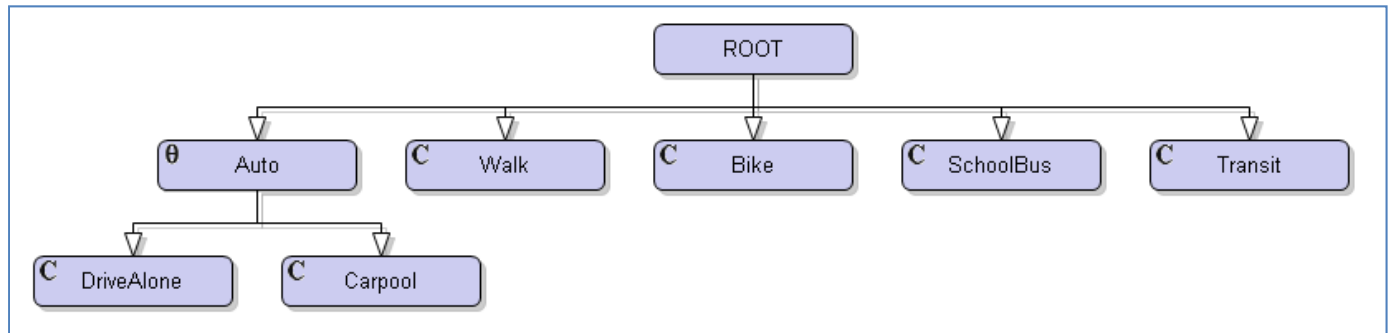 ROOT
θ Auto
C Walk
C Bike
C SchoolBus
C Transit
C DriveAlone
C Carpool